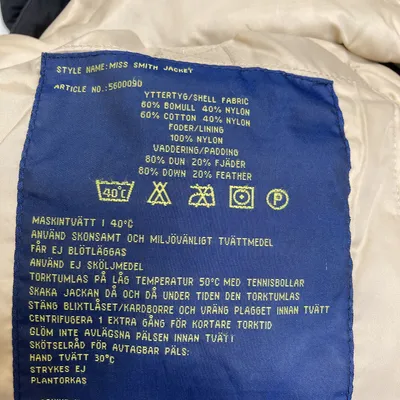 STYLE NAME:MISS SMITH JACKET
ARTICLE NO.:5600090
YTTERTYG/SHELL FABRIC
60% BOMULL 40% NYLON
60% COTTON 40% NYLON
FODER/LINING
100% NYLON
VADDERING/PADDING
80% DUN 20% FJÄDER
80% DOWN 20% FEATHER
40°C P
MASKINTVÄTT I 40°C
ANVÄND SKONSAMT OCH MILJÖVÄNLIGT TVÄTTMEDEL
FÅR EJ BLÖTLÄGGAS
ANVÄND EJ SKÖLJMEDEL
TORKTUMLAS PÅ LÅG TEMPERATUR 50°C MED TENNISBOLLAR
SKAKA JACKAN DÅ OCH DÅ UNDER TIDEN DEN TORKTUMLAS
STÄNG BLIXTLÅSET/KARDBORRE OCH VRÄNG PLAGGET INNAN TVÄTT
CENTRIFUGERA 1 EXTRA GÅNG FÖR KORTARE TORKTID
GLÖM INTE AVLÄGSNA PÄLSEN INNAN TVÄTT
SKÖTSELRÅD FÖR AVTAGBAR PÄLS:
HAND TVÄTT 30°C
STRYKES EJ
PLANTORKAS